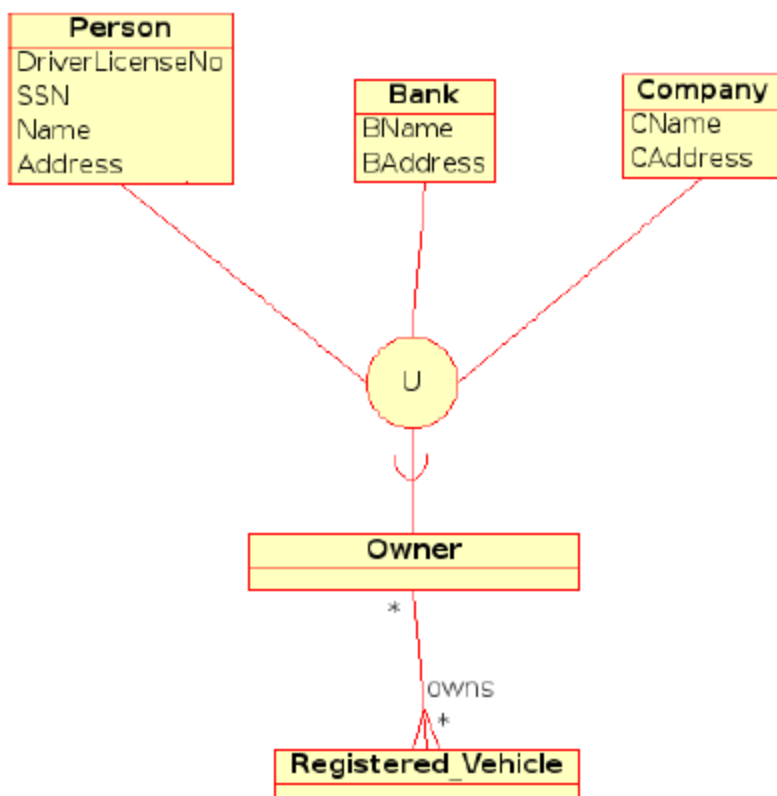 Person
DriverLicenseNo
SSN
Name
Address
Bank
BName
BAddress
Company
CName
CAddress
U
Owner
*
owns
*
Registered_Vehicle